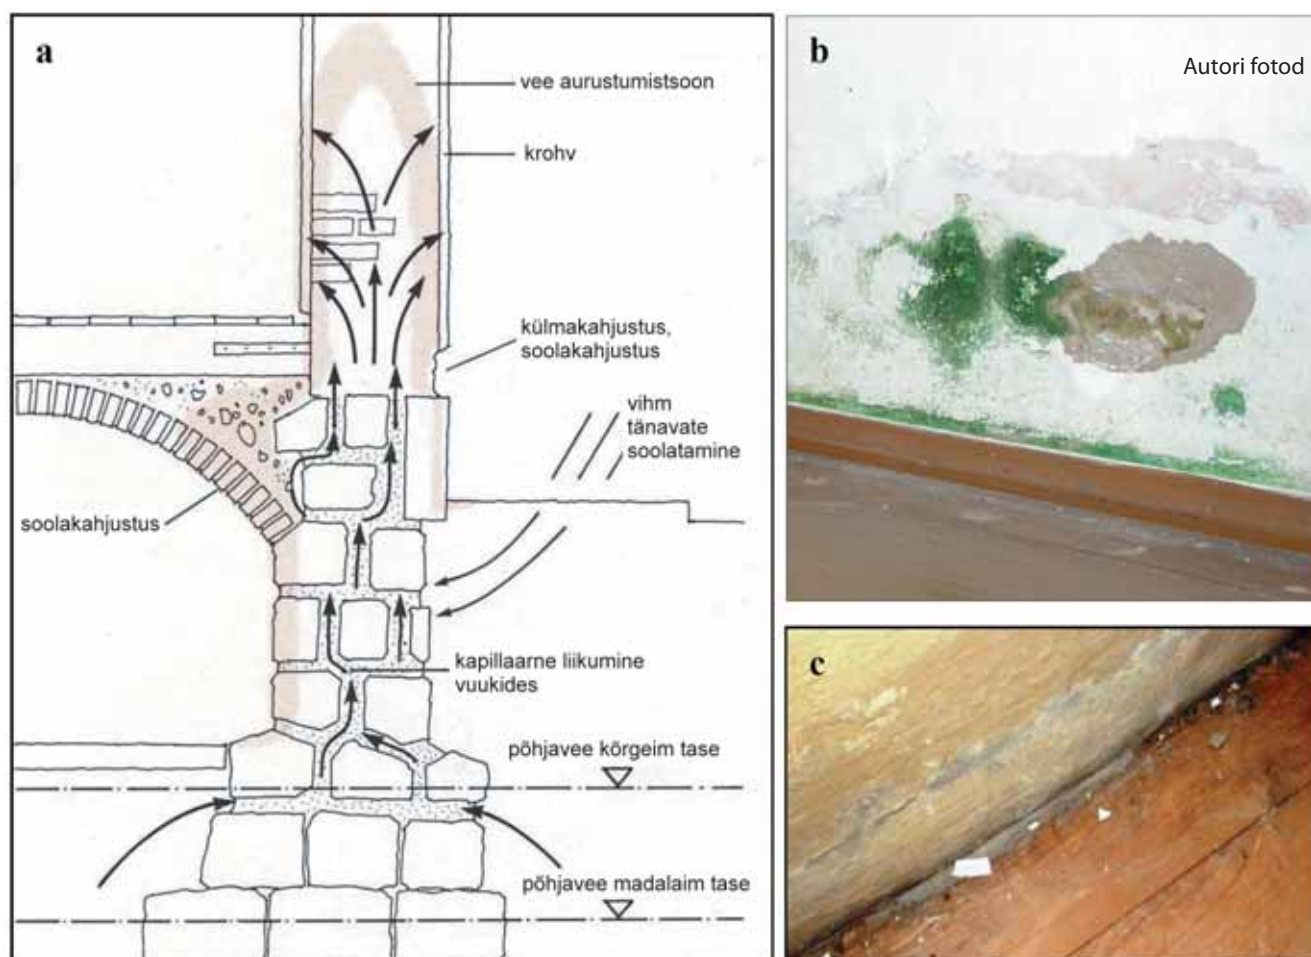 a
vee aurustumistsoon
krohv
külmakahjustus,
soolakahjustus
vihm
tänavate
soolatamine
soolakahjustus
kapillaarne liikumine
vuukides
põhjavee kõrgeim tase
põhjavee madalaim tase
b
Autori fotod
c